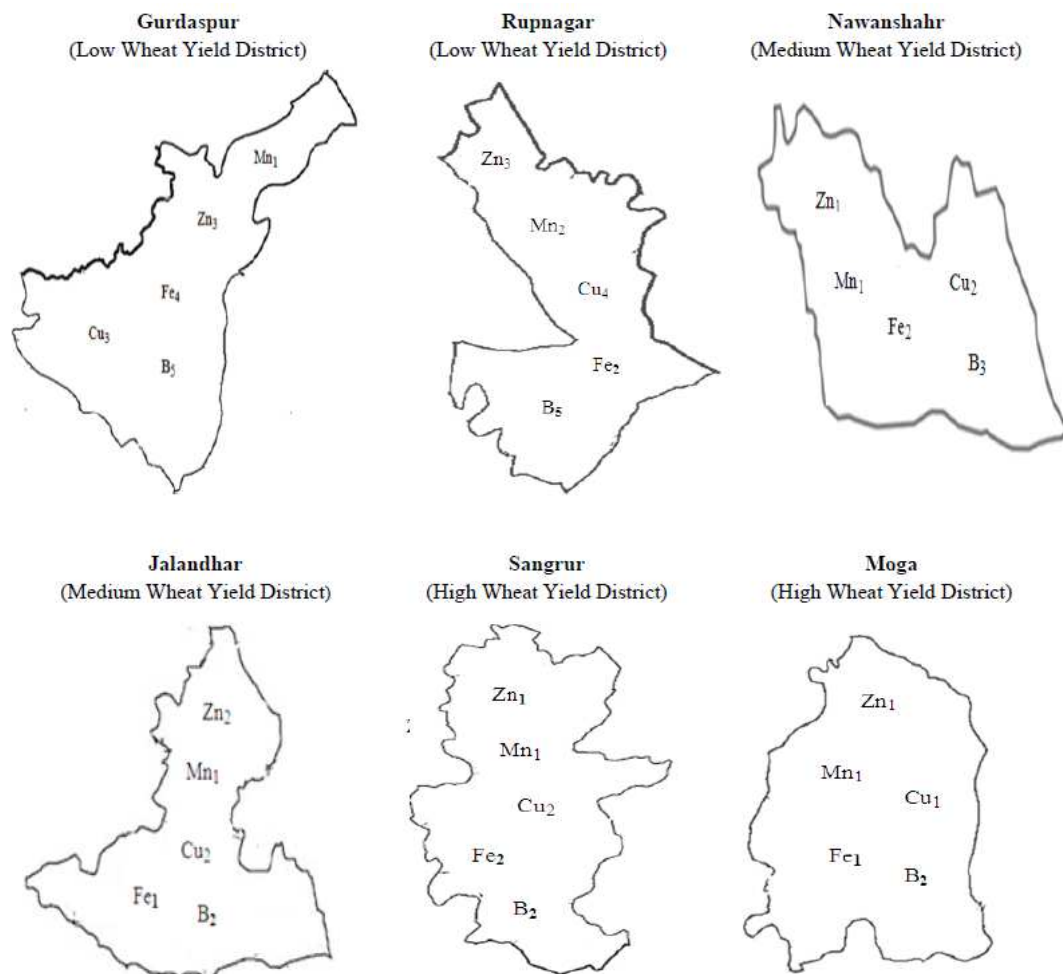 Gurdaspur
(Low Wheat Yield District)
Mn₁
Zn₃
Fe₄
Cu₃
B₅
Rupnagar
(Low Wheat Yield District)
Zn₃
Mn₂
Cu₄
Fe₂
B₅
Nawanshahr
(Medium Wheat Yield District)
Zn₁
Mn₁
Cu₂
Fe₂
B₃
Jalandhar
(Medium Wheat Yield District)
Zn₂
Mn₁
Cu₂
Fe₁
B₂
Sangrur
(High Wheat Yield District)
Zn₁
Mn₁
Cu₂
Fe₂
B₂
Moga
(High Wheat Yield District)
Zn₁
Mn₁
Cu₁
Fe₁
B₂